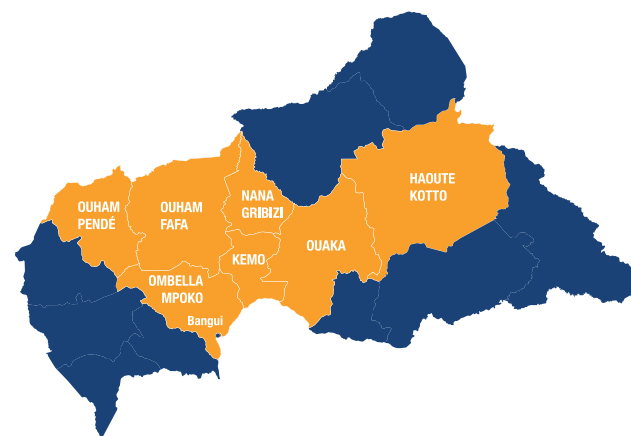 OUHAM
PENDÉ
OUHAM
FAFA
NANA
GRIBIZI
HAOUTE
KOTTO
KEMO
OUAKA
OMBELLA
MPOKO
Bangui